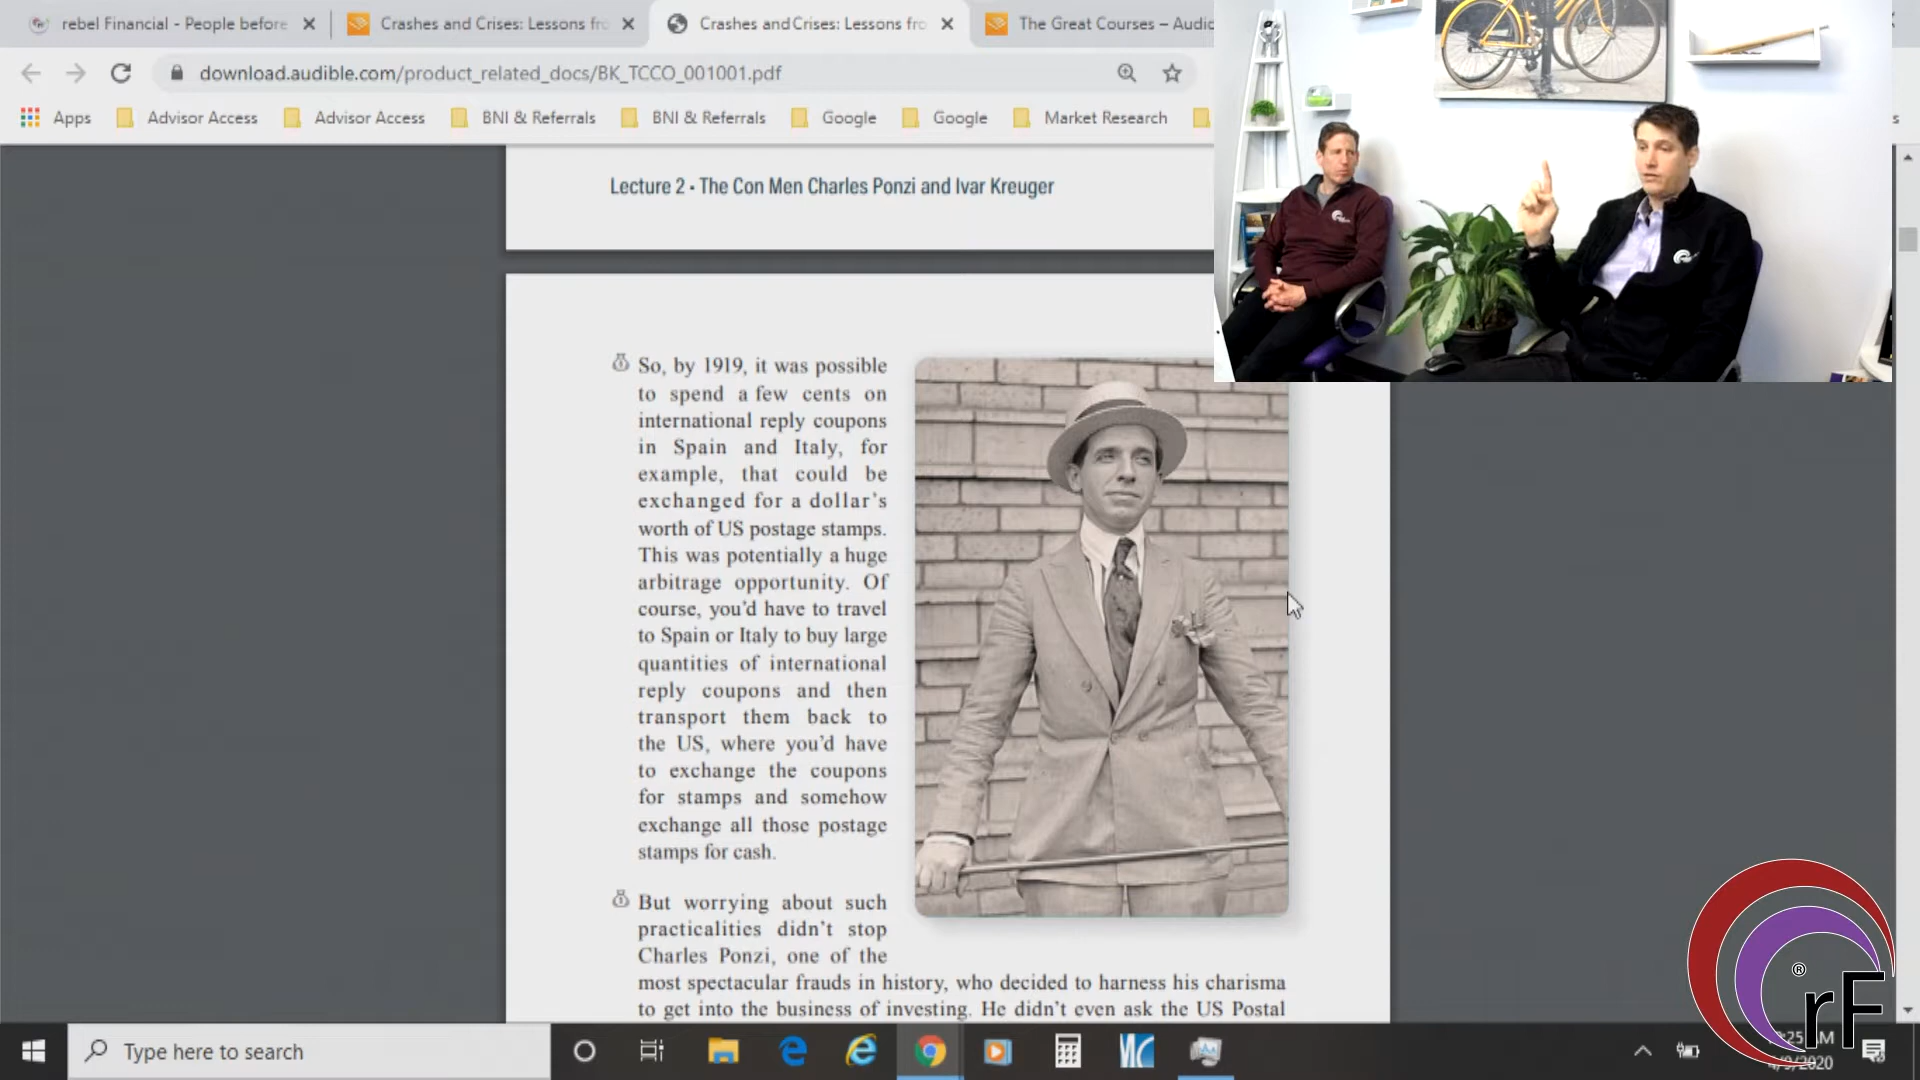 rebel Financial - People before
Crashes and Crises: Lessons fro
Crashes and Crises: Lessons fro
The Great Courses – Audio
download.audible.com/product_related_docs/BK_TCCO_001001.pdf
Apps
Advisor Access
Advisor Access
BNI & Referrals
BNI & Referrals
Google
Google
Market Research
Lecture 2 • The Con Men Charles Ponzi and Ivar Kreuger
So, by 1919, it was possible
to spend a few cents on
international reply coupons
in Spain and Italy, for
example, that could be
exchanged for a dollar's
worth of US postage stamps.
This was potentially a huge
arbitrage opportunity. Of
course, you'd have to travel
to Spain or Italy to buy large
quantities of international
reply coupons and then
transport them back to
the US, where you'd have
to exchange the coupons
for stamps and somehow
exchange all those postage
stamps for cash.
But worrying about such
practicalities didn't stop
Charles Ponzi, one of the
most spectacular frauds in history, who decided to harness his charisma
to get into the business of investing. He didn't even ask the US Postal
® rF
Type here to search